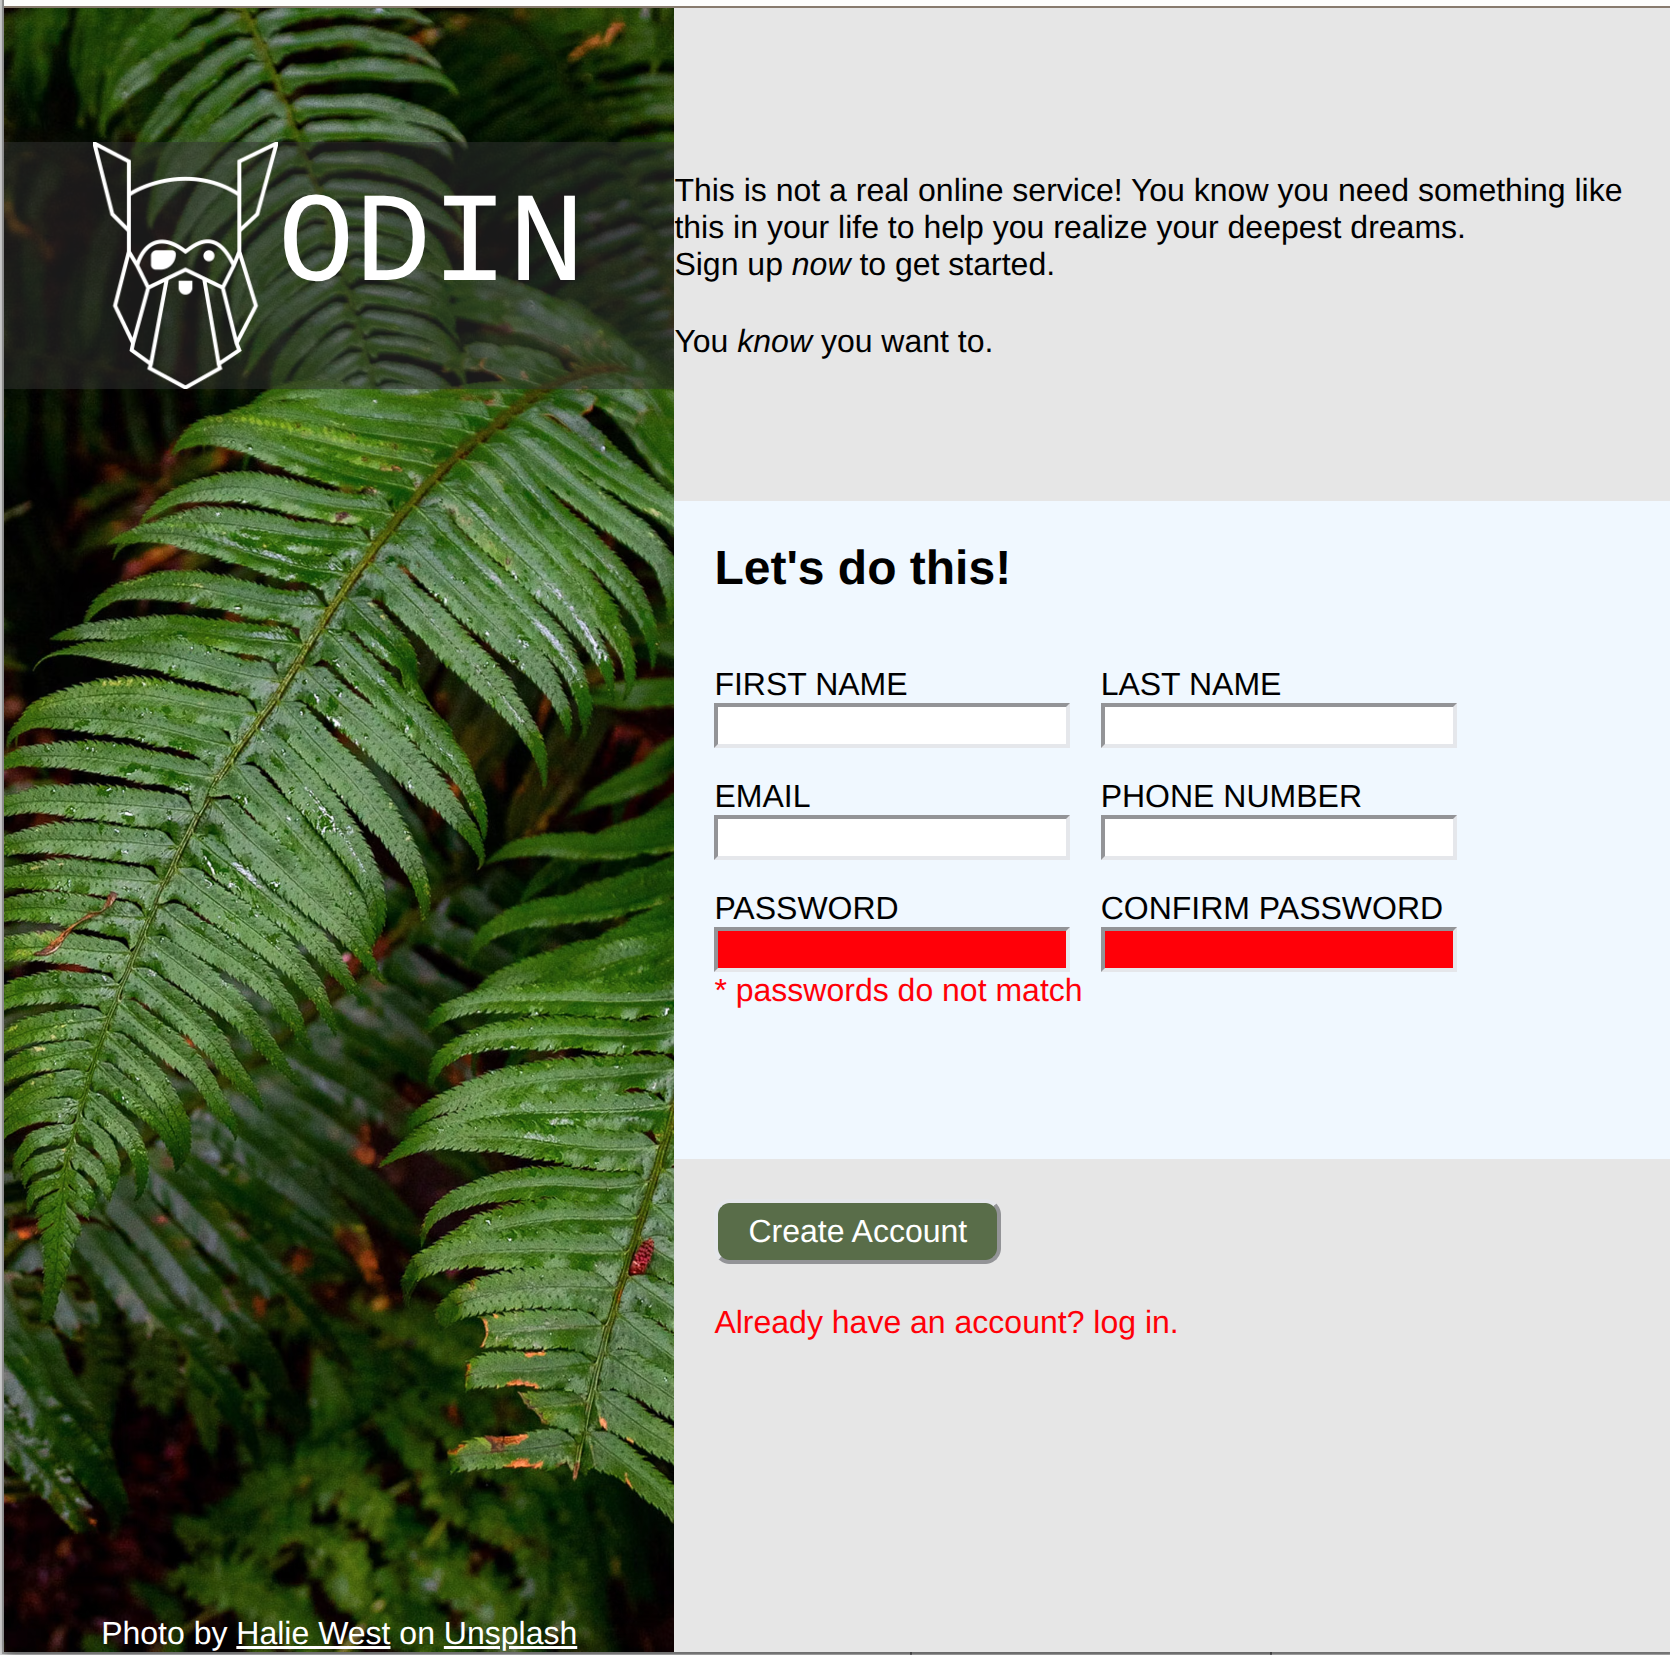 ODIN
This is not a real online service! You know you need something like
this in your life to help you realize your deepest dreams.
Sign up now to get started.
You know you want to.
Let's do this!
FIRST NAME
LAST NAME
EMAIL
PHONE NUMBER
PASSWORD
CONFIRM PASSWORD
* passwords do not match
Create Account
Already have an account? log in.
Photo by Halie West on Unsplash